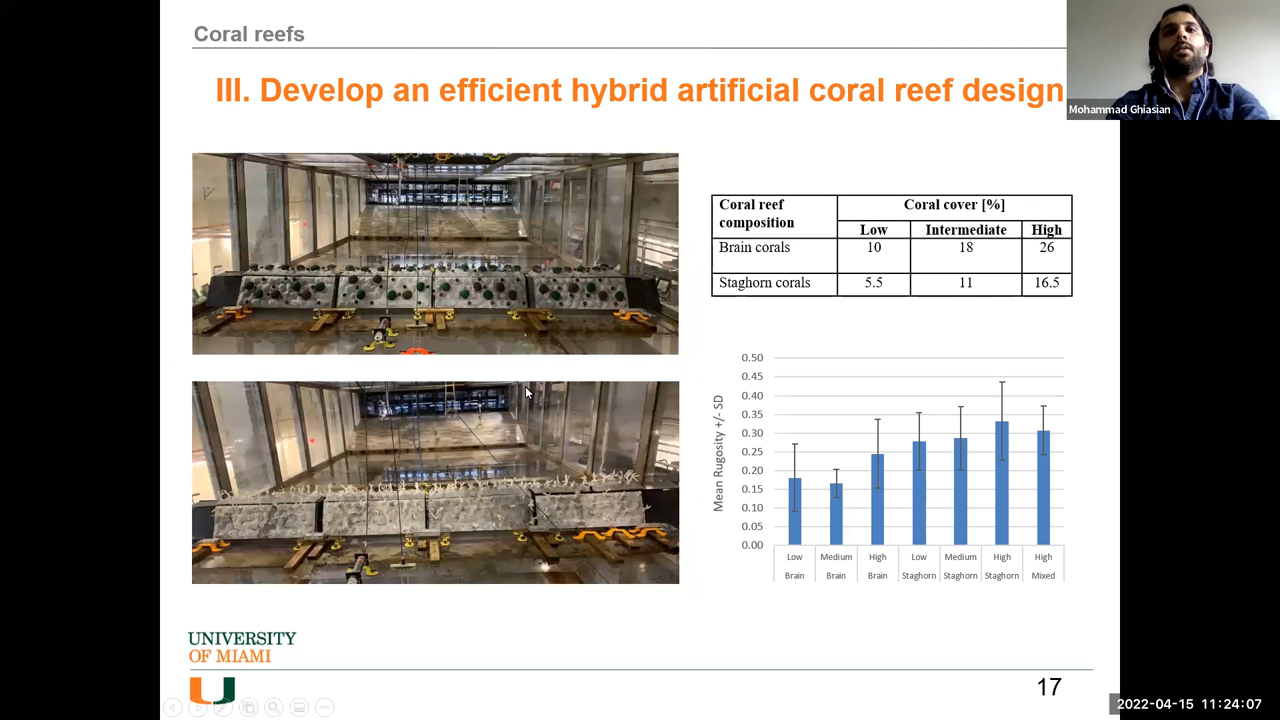 Coral reefs
III. Develop an efficient hybrid artificial coral reef design
Mohammad Ghiasian
Coral reef composition
Coral cover [%]
Low Intermediate High
Brain corals 10 18 26
Staghorn corals 5.5 11 16.5
Mean Rugosity +/- SD
0.50
0.45
0.40
0.35
0.30
0.25
0.20
0.15
0.10
0.05
0.00
Low Medium High Low Medium High High
Brain Brain Brain Staghorn Staghorn Staghorn Mixed
UNIVERSITY
OF MIAMI
U
17
2022-04-15 11:24:07